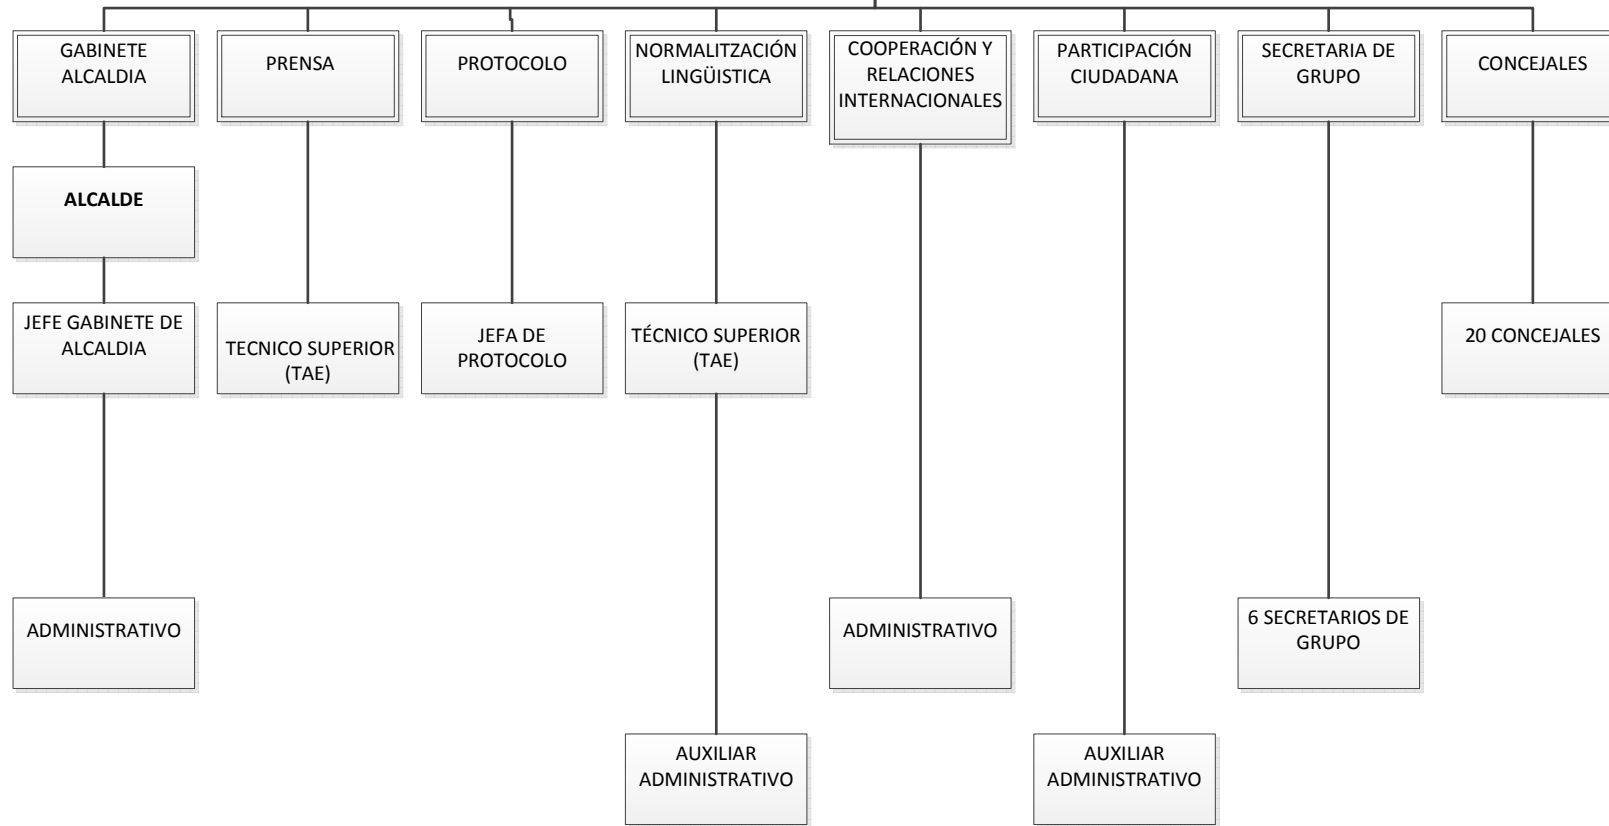 GABINETE
ALCALDIA
PRENSA
PROTOCOLO
NORMALITZACIÓN
LINGÜISTICA
COOPERACIÓN Y
RELACIONES
INTERNACIONALES
PARTICIPACIÓN
CIUDADANA
SECRETARIA DE
GRUPO
CONCEJALES
ALCALDE
JEFE GABINETE DE
ALCALDIA
TECNICO SUPERIOR
(TAE)
JEFA DE
PROTOCOLO
TÉCNICO SUPERIOR
(TAE)
20 CONCEJALES
ADMINISTRATIVO
ADMINISTRATIVO
6 SECRETARIOS DE
GRUPO
AUXILIAR
ADMINISTRATIVO
AUXILIAR
ADMINISTRATIVO